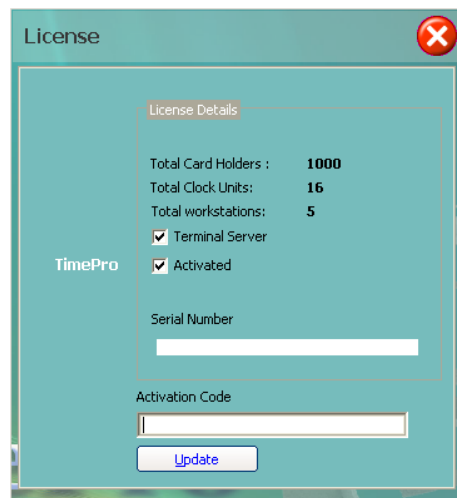 License
License Details
Total Card Holders : 1000
Total Clock Units: 16
Total workstations: 5
Terminal Server
TimePro
Activated
Serial Number
Activation Code
Update